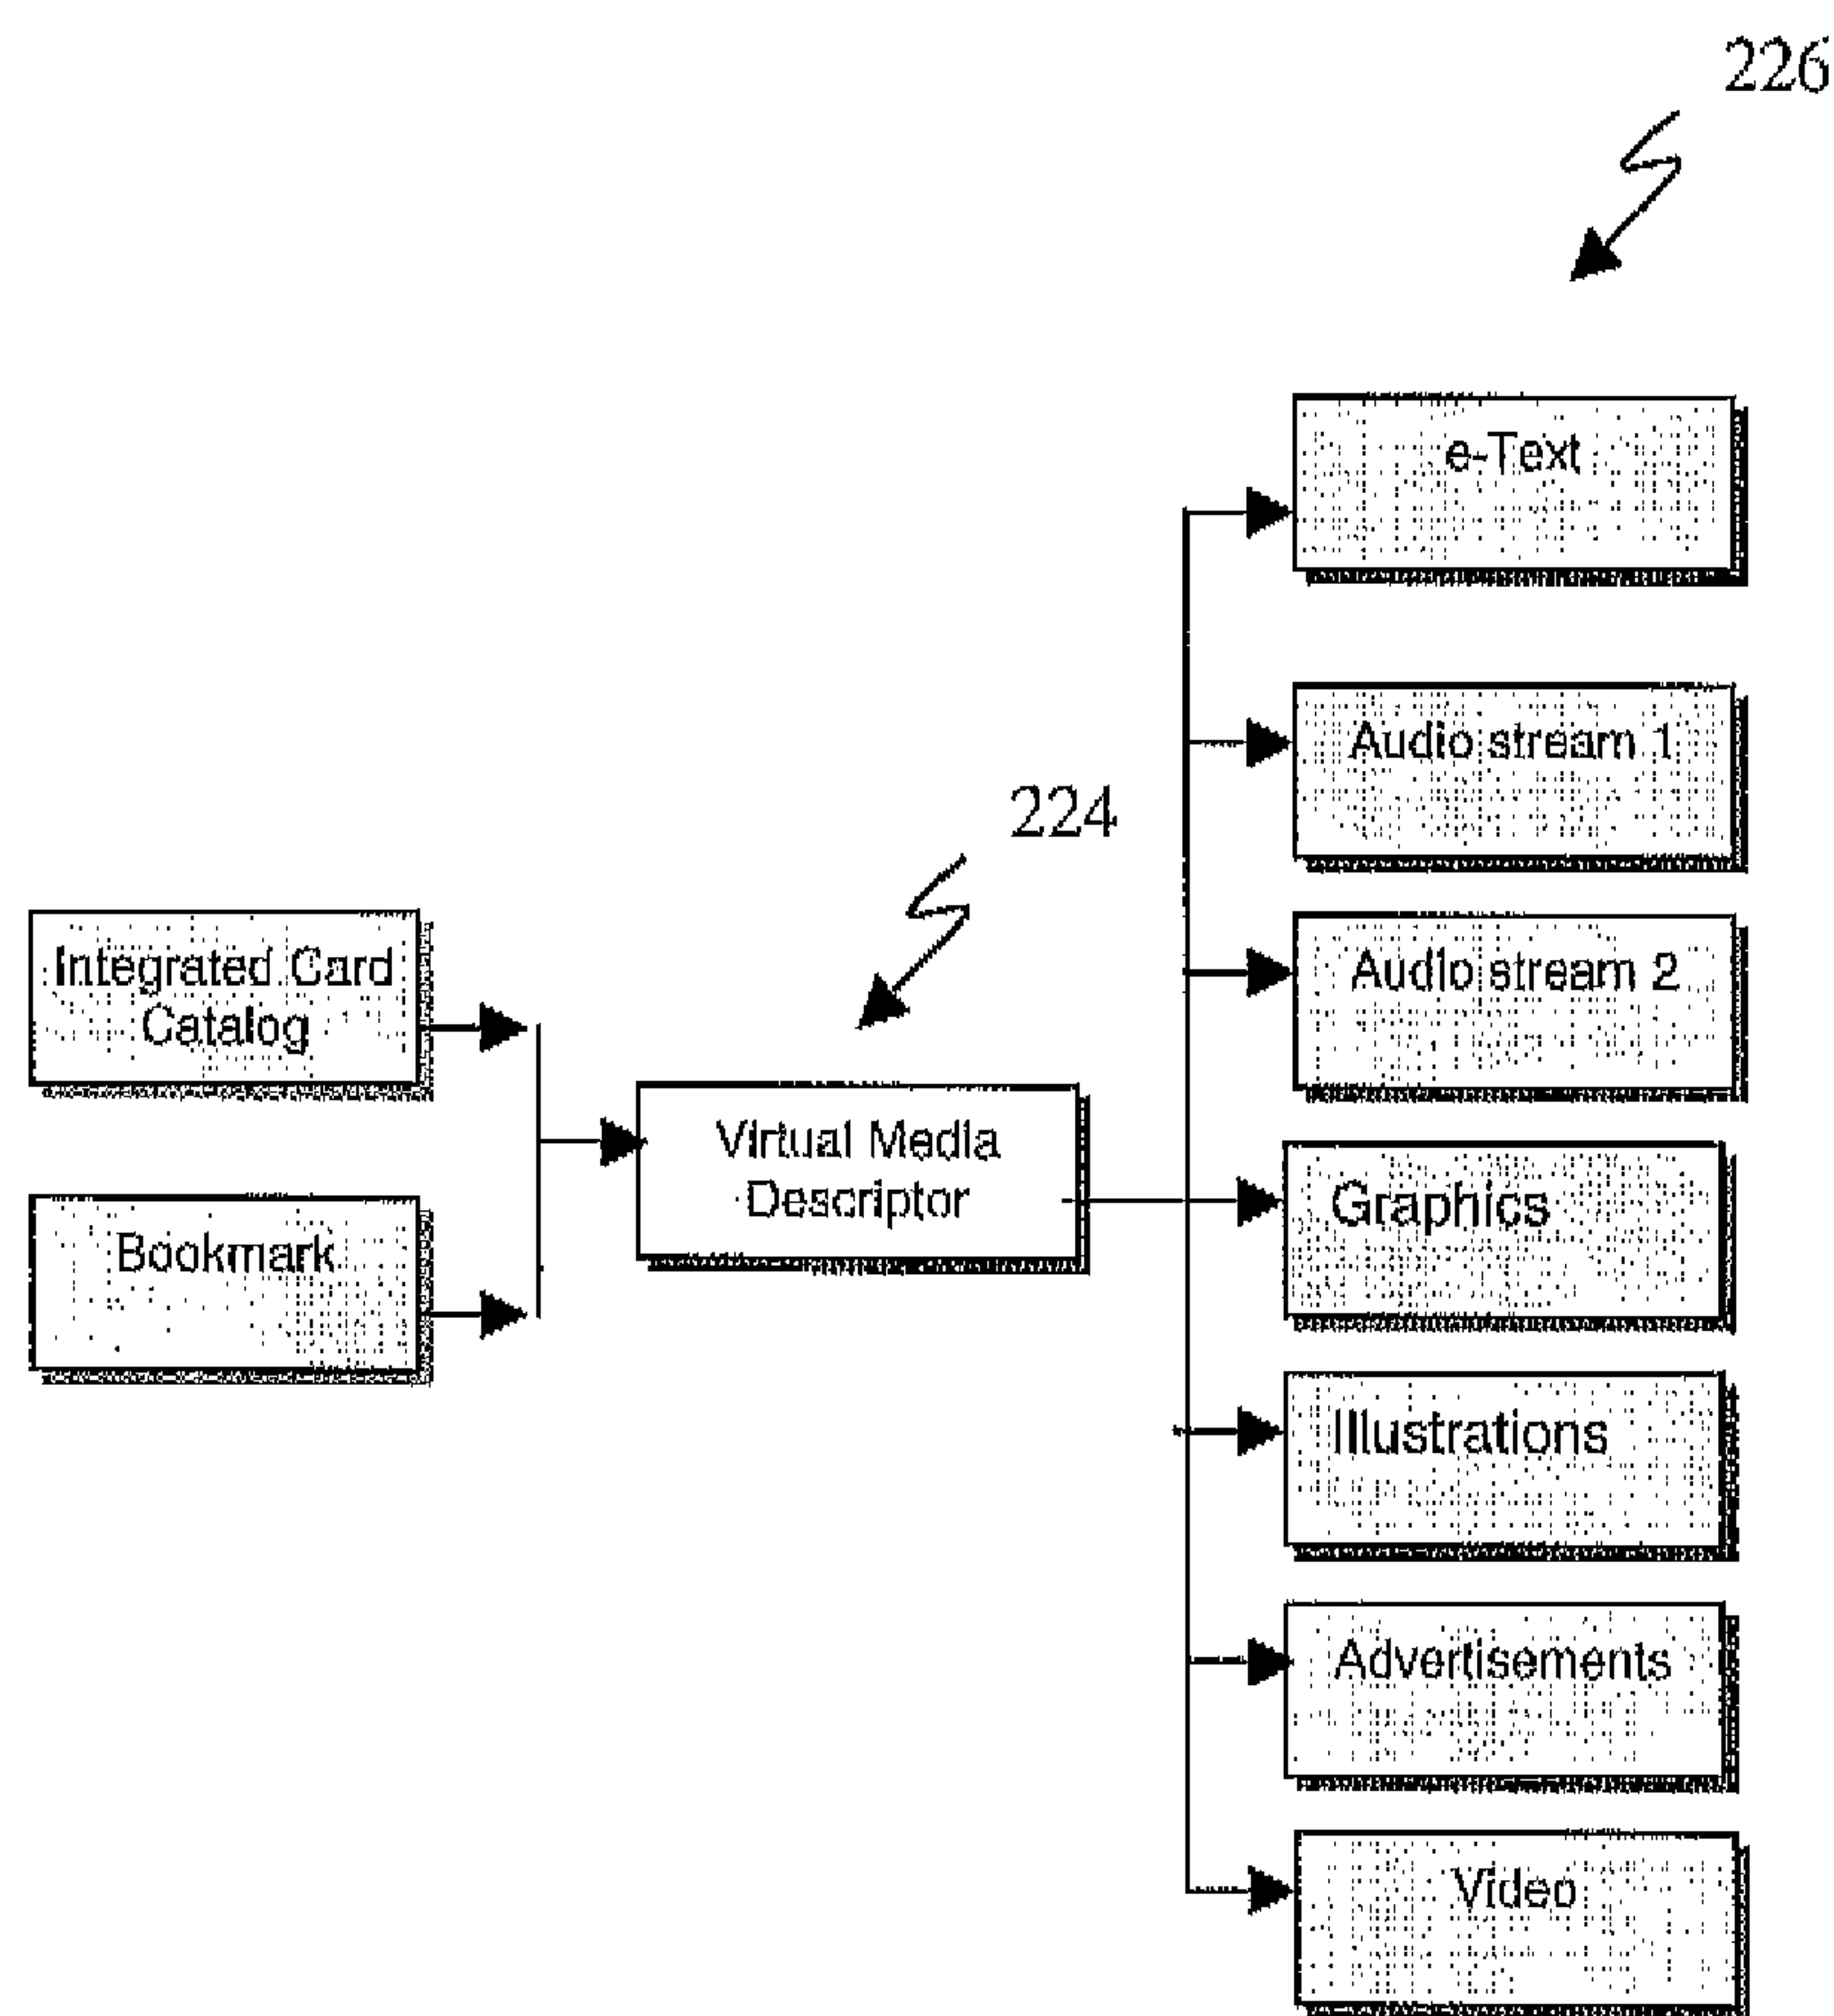 226
e-Text
Audio stream 1
224
Integrated Card
Catalog
Audio stream 2
Virtual Media
Descriptor
Graphics
Bookmark
Illustrations
Advertisements
Video